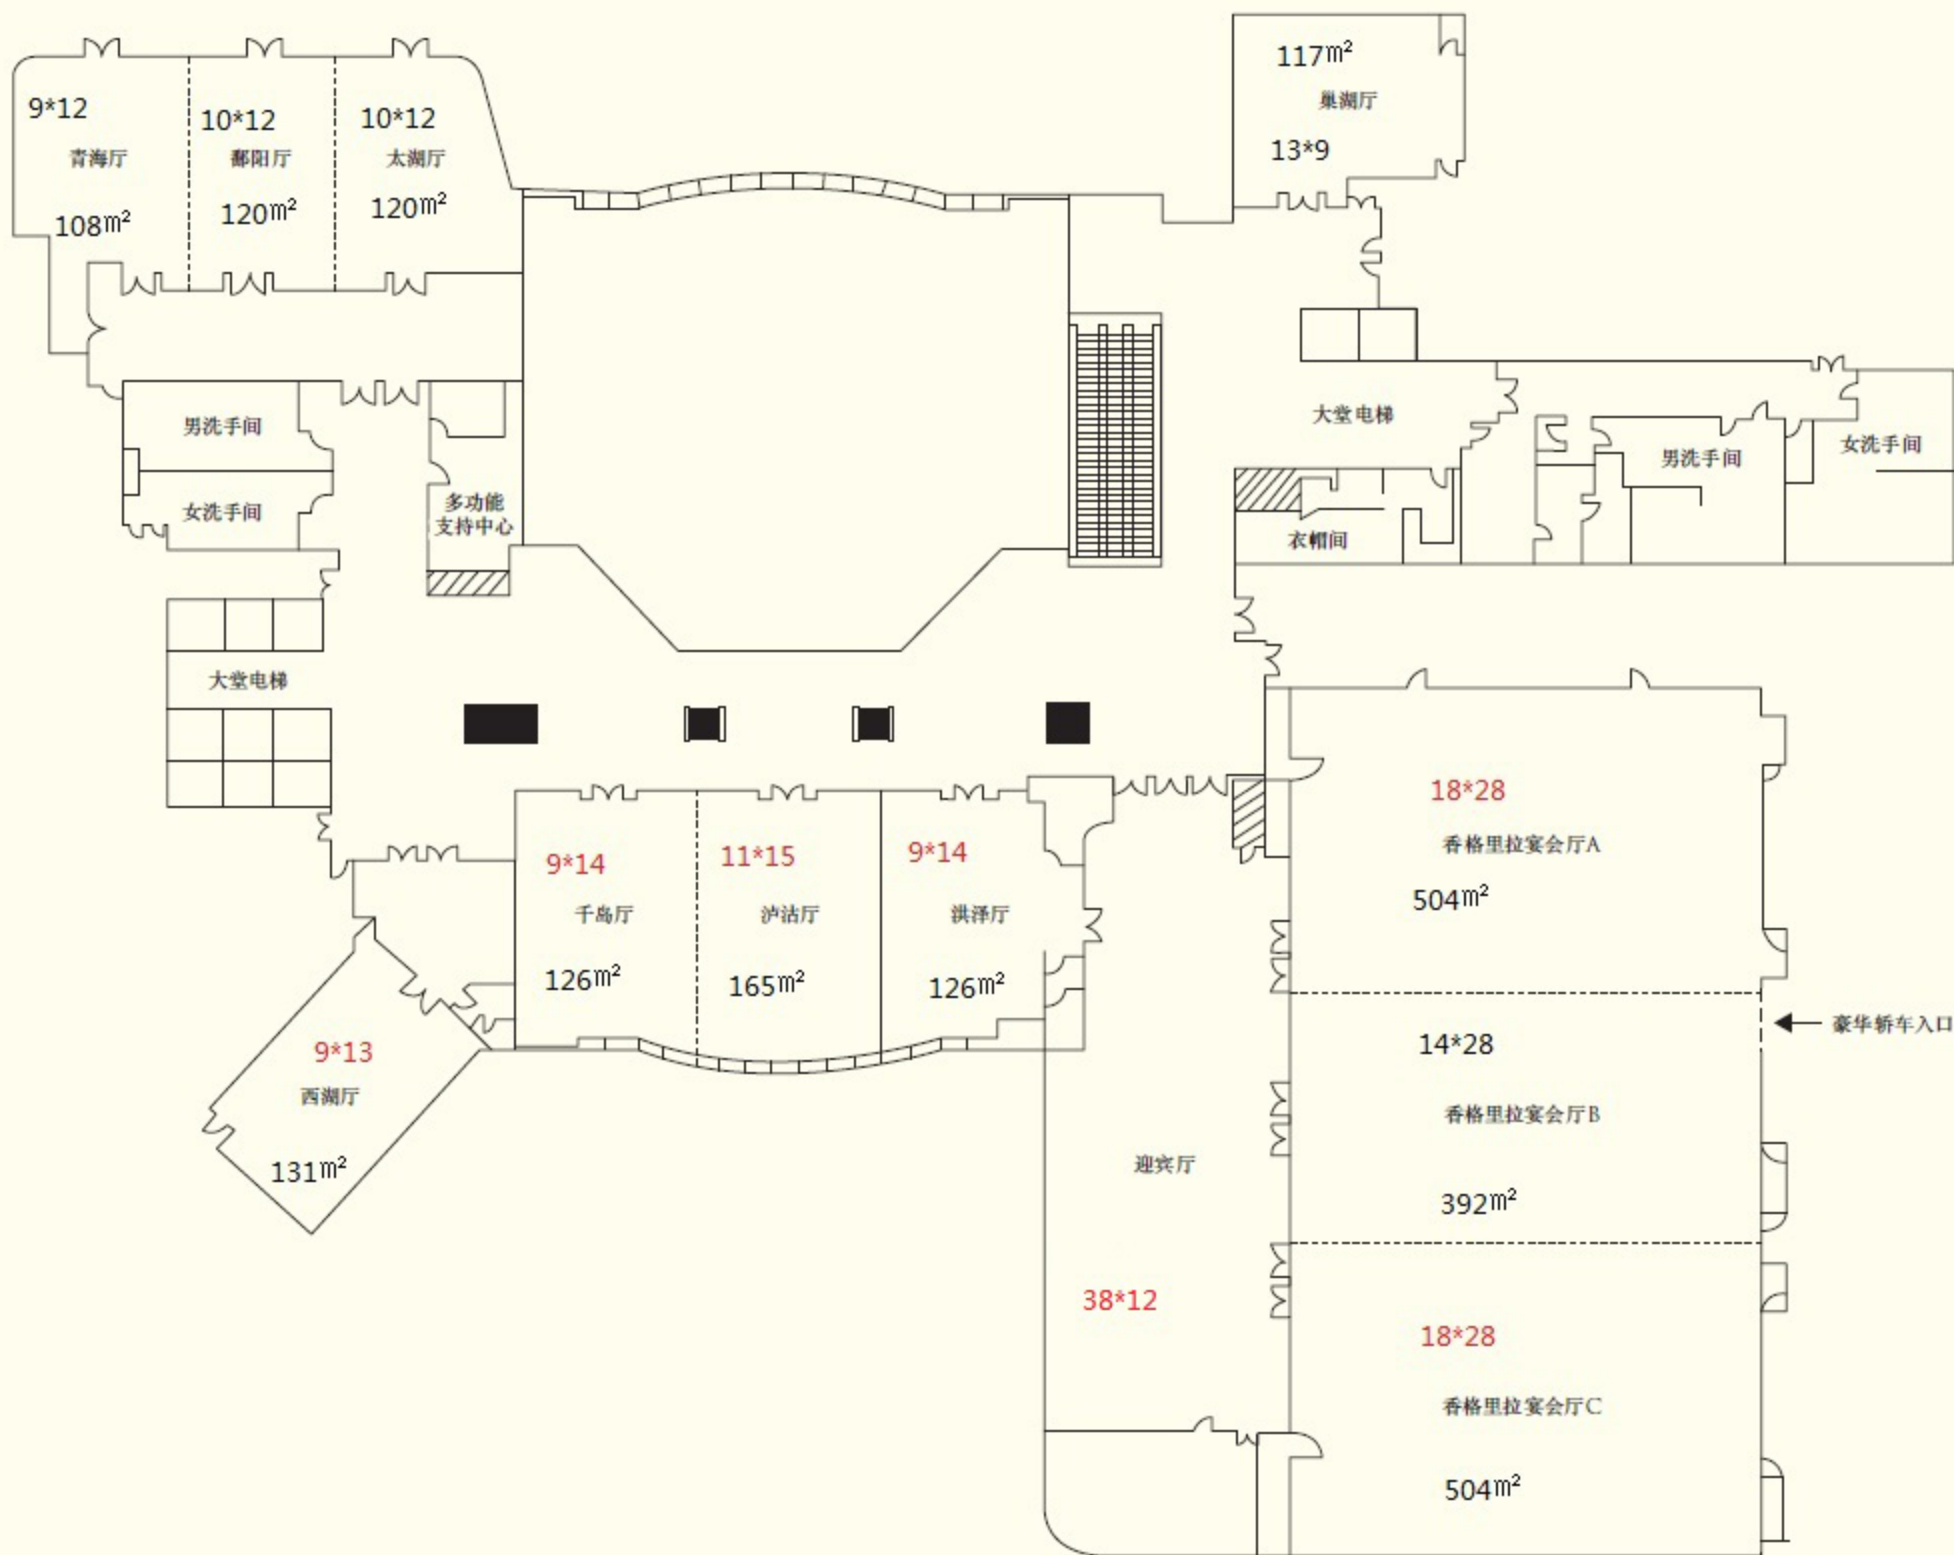 117m²
巢湖厅
13*9
9*12
青海厅
108m²
10*12
鄱阳厅
120m²
10*12
太湖厅
120m²
男洗手间
女洗手间
多功能
支持中心
大堂电梯
男洗手间
女洗手间
衣帽间
大堂电梯
9*14
千岛厅
126m²
11*15
泸沽厅
165m²
9*14
洪泽厅
126m²
9*13
西湖厅
131m²
18*28
香格里拉宴会厅A
504m²
14*28
香格里拉宴会厅B
392m²
豪华轿车入口
迎宾厅
38*12
18*28
香格里拉宴会厅C
504m²